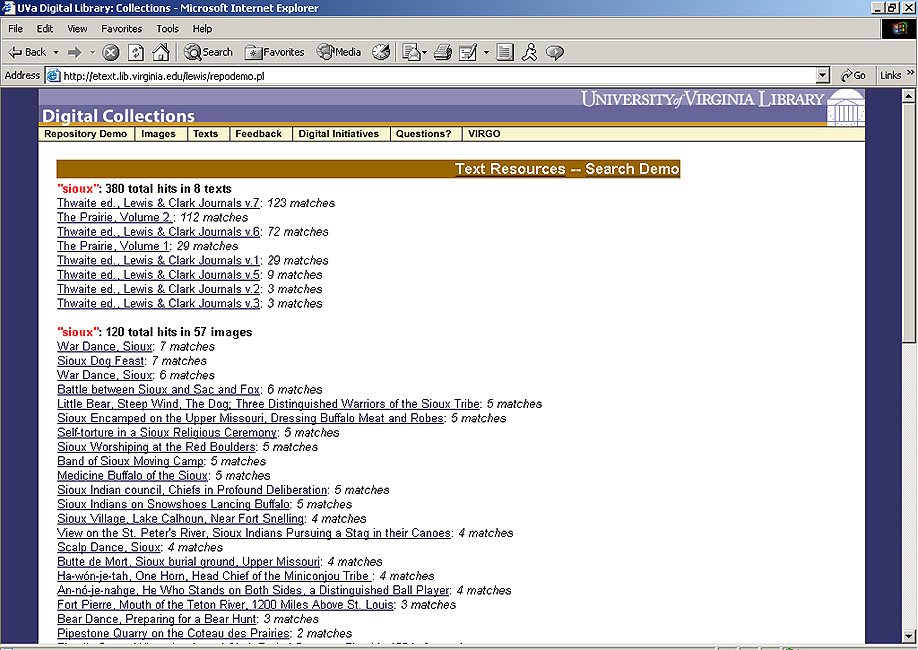 UVa Digital Library: Collections - Microsoft Internet Explorer
File Edit View Favorites Tools Help
Back Search Favorites Media
Address http://etext.lib.virginia.edu/lewis/repodemo.pl Go Links »
UNIVERSITY of VIRGINIA LIBRARY
Digital Collections
Repository Demo Images Texts Feedback Digital Initiatives Questions? VIRGO
Text Resources -- Search Demo
"sioux": 380 total hits in 8 texts
Thwaite ed., Lewis & Clark Journals v.7: 123 matches
The Prairie, Volume 2.: 112 matches
Thwaite ed., Lewis & Clark Journals v.6: 72 matches
The Prairie, Volume 1: 29 matches
Thwaite ed., Lewis & Clark Journals v.1: 29 matches
Thwaite ed., Lewis & Clark Journals v.5: 9 matches
Thwaite ed., Lewis & Clark Journals v.2: 3 matches
Thwaite ed., Lewis & Clark Journals v.3: 3 matches
"sioux": 120 total hits in 57 images
War Dance, Sioux: 7 matches
Sioux Dog Feast: 7 matches
War Dance, Sioux: 6 matches
Battle between Sioux and Sac and Fox: 6 matches
Little Bear, Steep Wind, The Dog; Three Distinguished Warriors of the Sioux Tribe: 5 matches
Sioux Encamped on the Upper Missouri, Dressing Buffalo Meat and Robes: 5 matches
Self-torture in a Sioux Religious Ceremony: 5 matches
Sioux Worshiping at the Red Boulders: 5 matches
Band of Sioux Moving Camp: 5 matches
Medicine Buffalo of the Sioux: 5 matches
Sioux Indian council, Chiefs in Profound Deliberation: 5 matches
Sioux Indians on Snowshoes Lancing Buffalo: 5 matches
Sioux Village, Lake Calhoun, Near Fort Snelling: 4 matches
View on the St. Peter's River, Sioux Indians Pursuing a Stag in their Canoes: 4 matches
Scalp Dance, Sioux: 4 matches
Butte de Mort, Sioux burial ground, Upper Missouri: 4 matches
Ha-wón-je-tah, One Horn, Head Chief of the Miniconjou Tribe : 4 matches
An-nó-je-nahge, He Who Stands on Both Sides, a Distinguished Ball Player: 4 matches
Fort Pierre, Mouth of the Teton River, 1200 Miles Above St. Louis: 3 matches
Bear Dance, Preparing for a Bear Hunt: 3 matches
Pipestone Quarry on the Coteau des Prairies: 2 matches